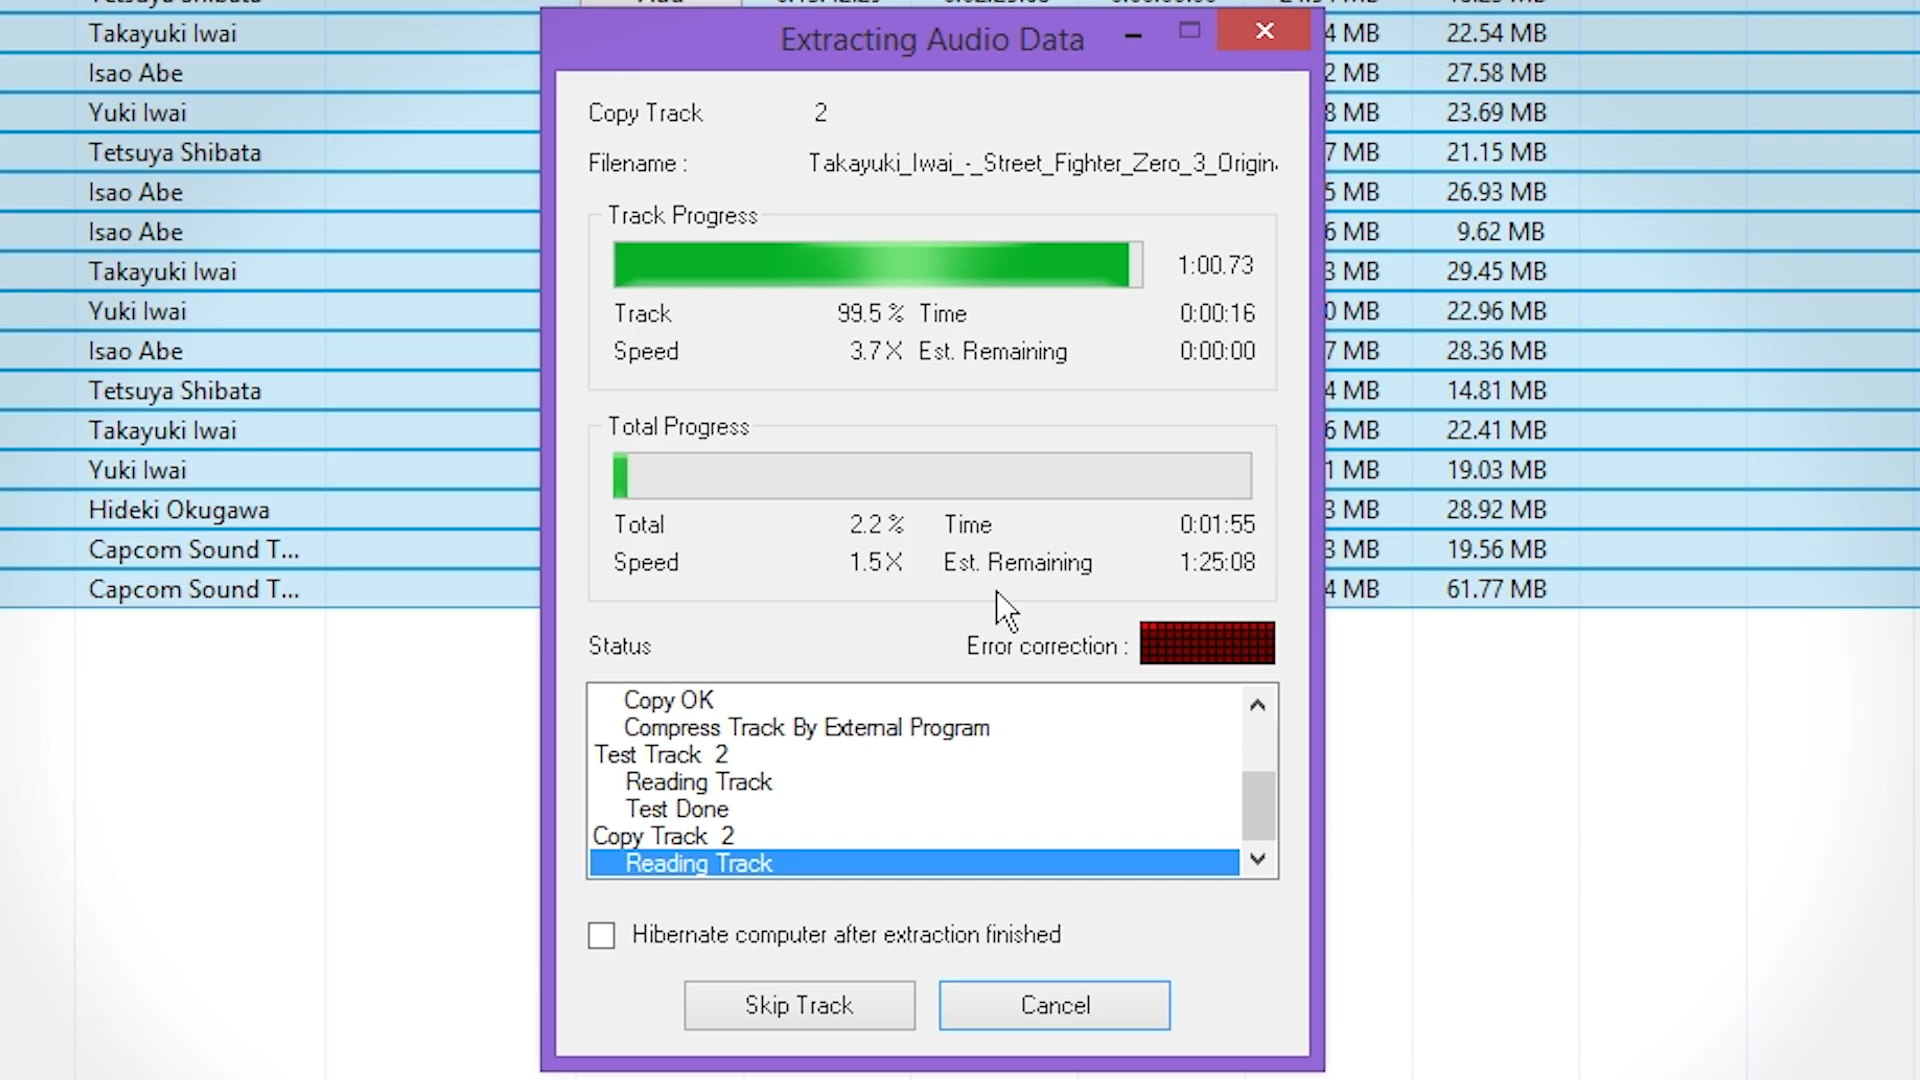 Extracting Audio Data
Takayuki Iwai
Isao Abe
Yuki Iwai
Tetsuya Shibata
Isao Abe
Isao Abe
Takayuki Iwai
Yuki Iwai
Isao Abe
Tetsuya Shibata
Takayuki Iwai
Yuki Iwai
Hideki Okugawa
Capcom Sound T...
Capcom Sound T...
Copy Track 2
Filename : Takayuki_Iwai_-_Street_Fighter_Zero_3_Origin
Track Progress
1:00.73
Track 99.5 % Time 0:00:16
Speed 3.7 X Est. Remaining 0:00:00
Total Progress
Total 2.2 % Time 0:01:55
Speed 1.5 X Est. Remaining 1:25:08
Status Error correction :
Copy OK
Compress Track By External Program
Test Track 2
Reading Track
Test Done
Copy Track 2
Reading Track
Hibernate computer after extraction finished
Skip Track Cancel
4 MB 22.54 MB
2 MB 27.58 MB
8 MB 23.69 MB
7 MB 21.15 MB
5 MB 26.93 MB
6 MB 9.62 MB
3 MB 29.45 MB
0 MB 22.96 MB
7 MB 28.36 MB
4 MB 14.81 MB
6 MB 22.41 MB
1 MB 19.03 MB
3 MB 28.92 MB
3 MB 19.56 MB
4 MB 61.77 MB